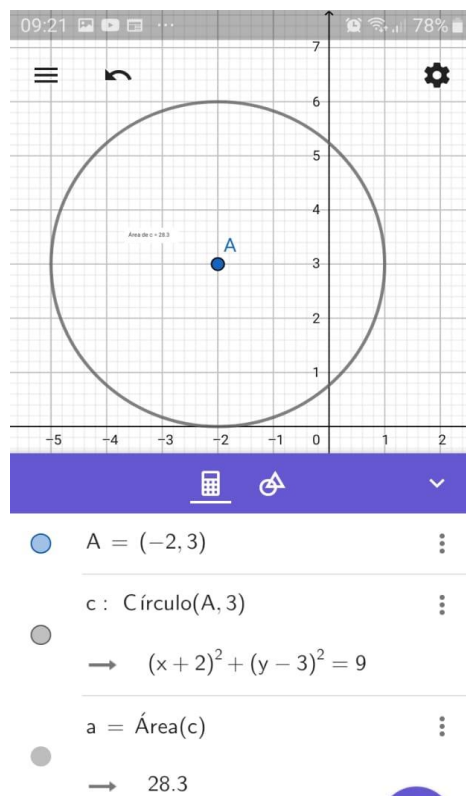 09:21 ... 78%
7
6
5
4
Área de c = 28.3
A
3
2
1
−5 −4 −3 −2 −1 0 1 2
A = (−2, 3)
c : Círculo(A, 3)
→ (x + 2)² + (y − 3)² = 9
a = Área(c)
→ 28.3